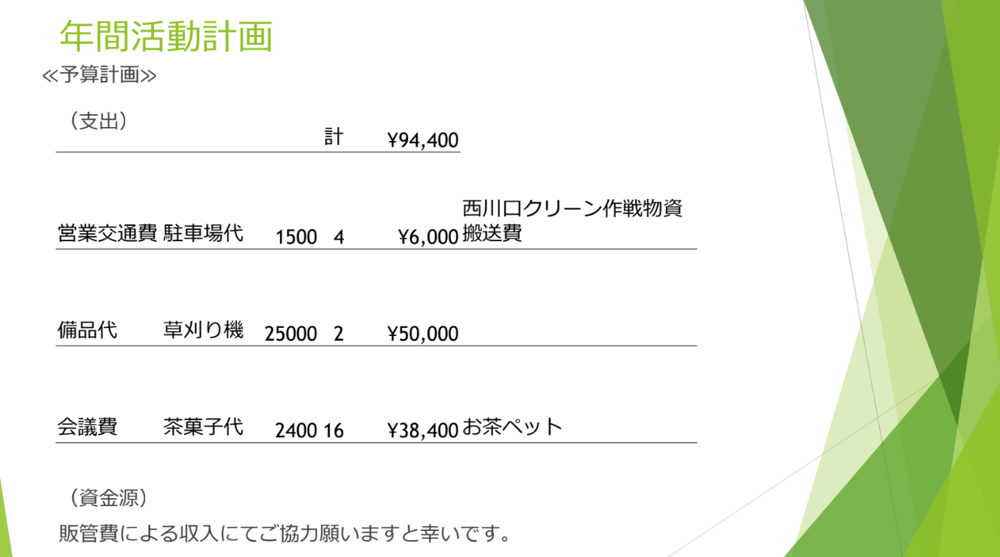 年間活動計画
≪予算計画≫
（支出）
計 ¥94,400
営業交通費 駐車場代 1500 4 ¥6,000 西川口クリーン作戦物資
搬送費
備品代 草刈り機 25000 2 ¥50,000
会議費 茶菓子代 2400 16 ¥38,400 お茶ペット
（資金源）
販管費による収入にてご協力願いますと幸いです。